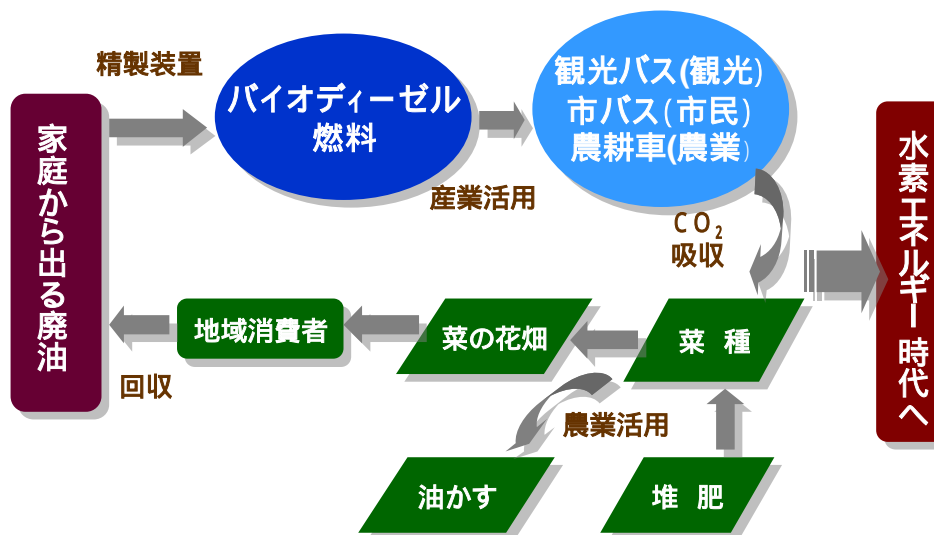 精製装置
家庭から出る廃油
バイオディーゼル
燃料
産業活用
観光バス(観光)
市バス(市民)
農耕車(農業)
CO₂
吸収
水素エネルギー 時代へ
地域消費者
回収
菜の花畑
菜 種
農業活用
油かす
堆 肥